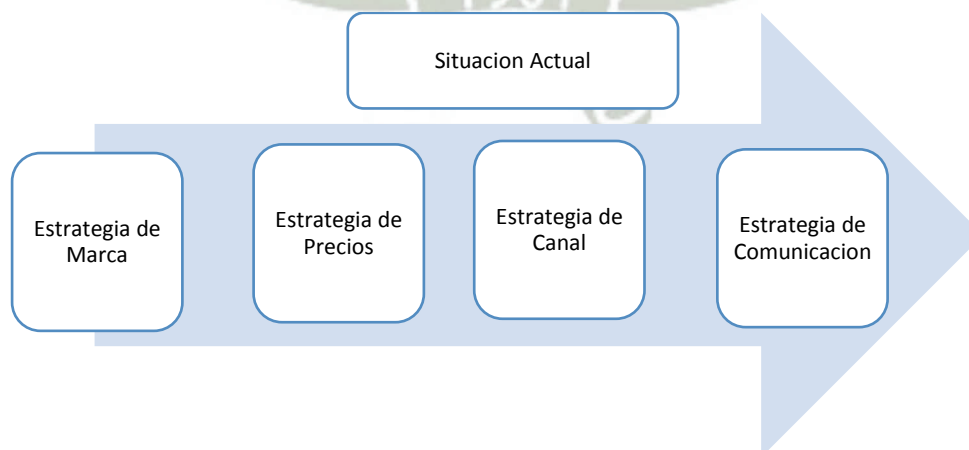 Situacion Actual
Estrategia de
Marca
Estrategia de
Precios
Estrategia de
Canal
Estrategia de
Comunicacion